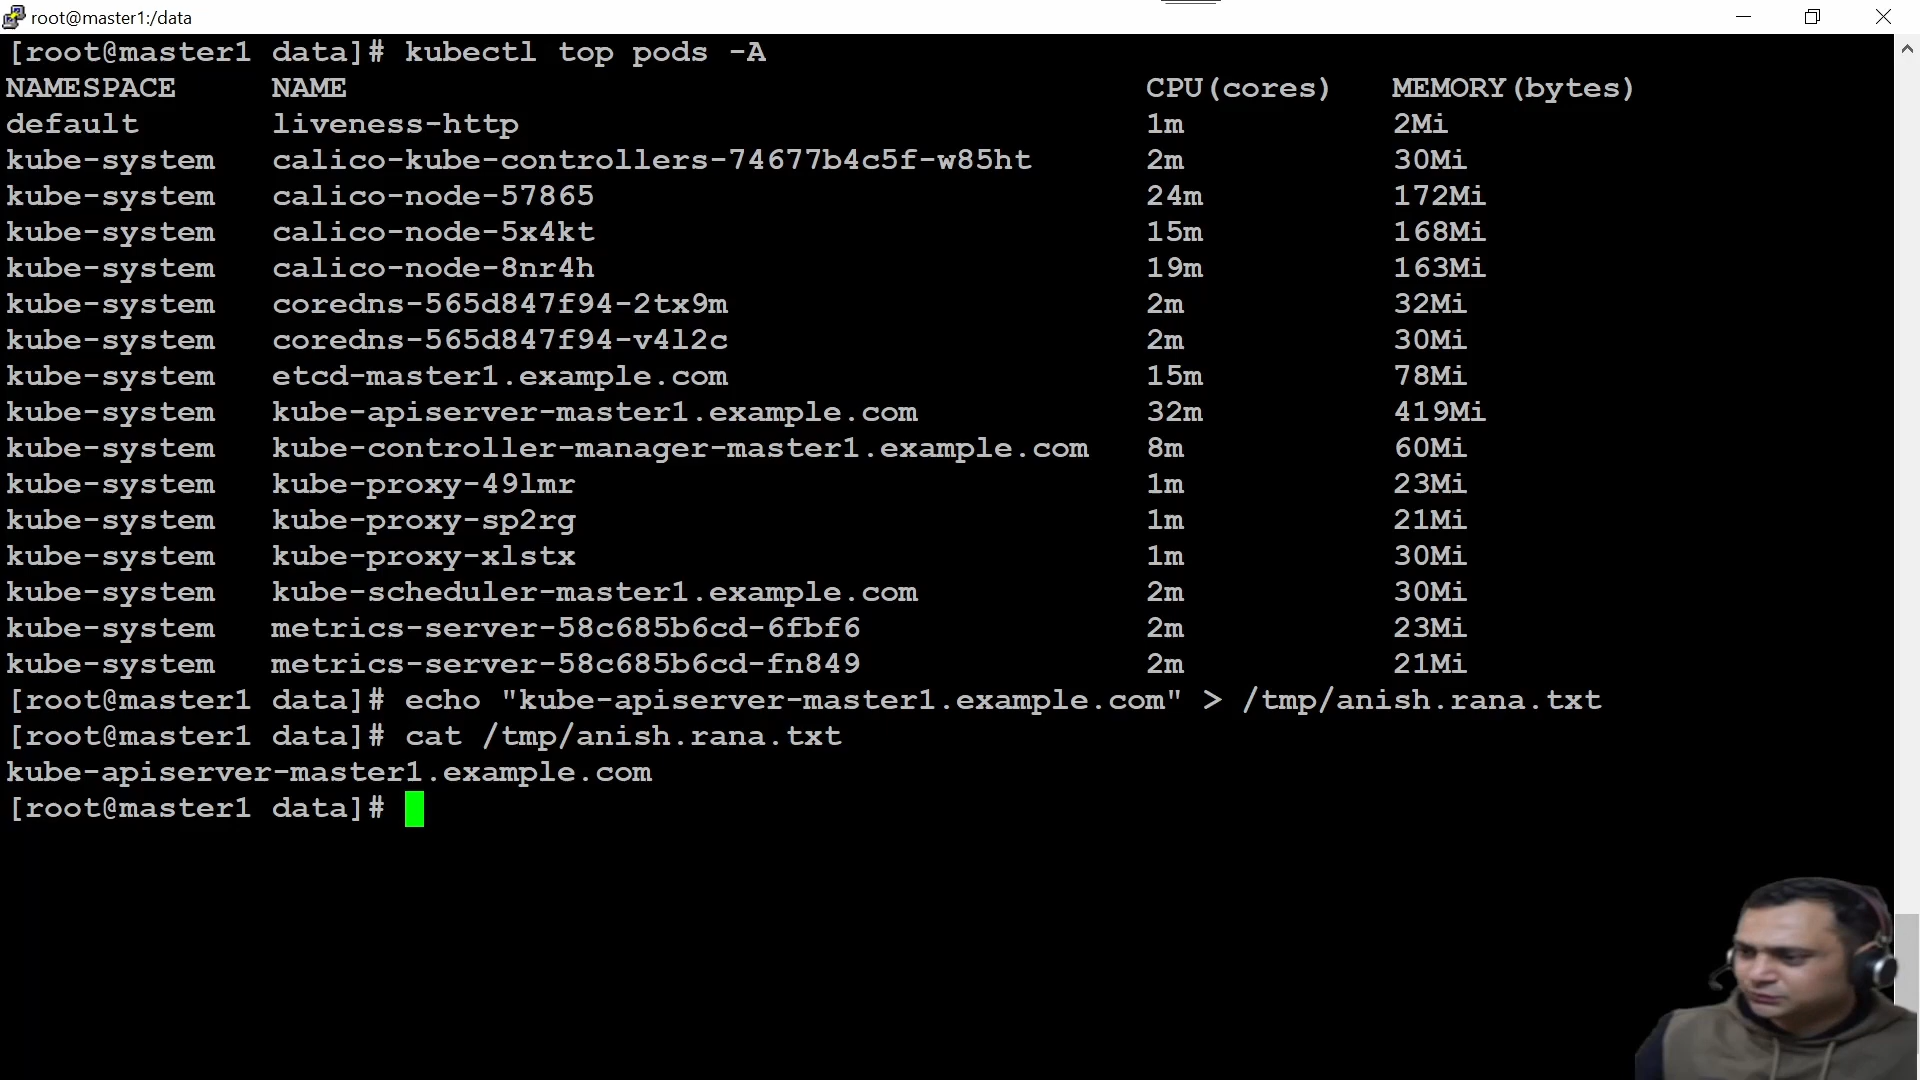 root@master1:/data
[root@master1 data]# kubectl top pods -A
NAMESPACE NAME CPU(cores) MEMORY(bytes)
default liveness-http 1m 2Mi
kube-system calico-kube-controllers-74677b4c5f-w85ht 2m 30Mi
kube-system calico-node-57865 24m 172Mi
kube-system calico-node-5x4kt 15m 168Mi
kube-system calico-node-8nr4h 19m 163Mi
kube-system coredns-565d847f94-2tx9m 2m 32Mi
kube-system coredns-565d847f94-v4l2c 2m 30Mi
kube-system etcd-master1.example.com 15m 78Mi
kube-system kube-apiserver-master1.example.com 32m 419Mi
kube-system kube-controller-manager-master1.example.com 8m 60Mi
kube-system kube-proxy-49lmr 1m 23Mi
kube-system kube-proxy-sp2rg 1m 21Mi
kube-system kube-proxy-xlstx 1m 30Mi
kube-system kube-scheduler-master1.example.com 2m 30Mi
kube-system metrics-server-58c685b6cd-6fbf6 2m 23Mi
kube-system metrics-server-58c685b6cd-fn849 2m 21Mi
[root@master1 data]# echo "kube-apiserver-master1.example.com" > /tmp/anish.rana.txt
[root@master1 data]# cat /tmp/anish.rana.txt
kube-apiserver-master1.example.com
[root@master1 data]#